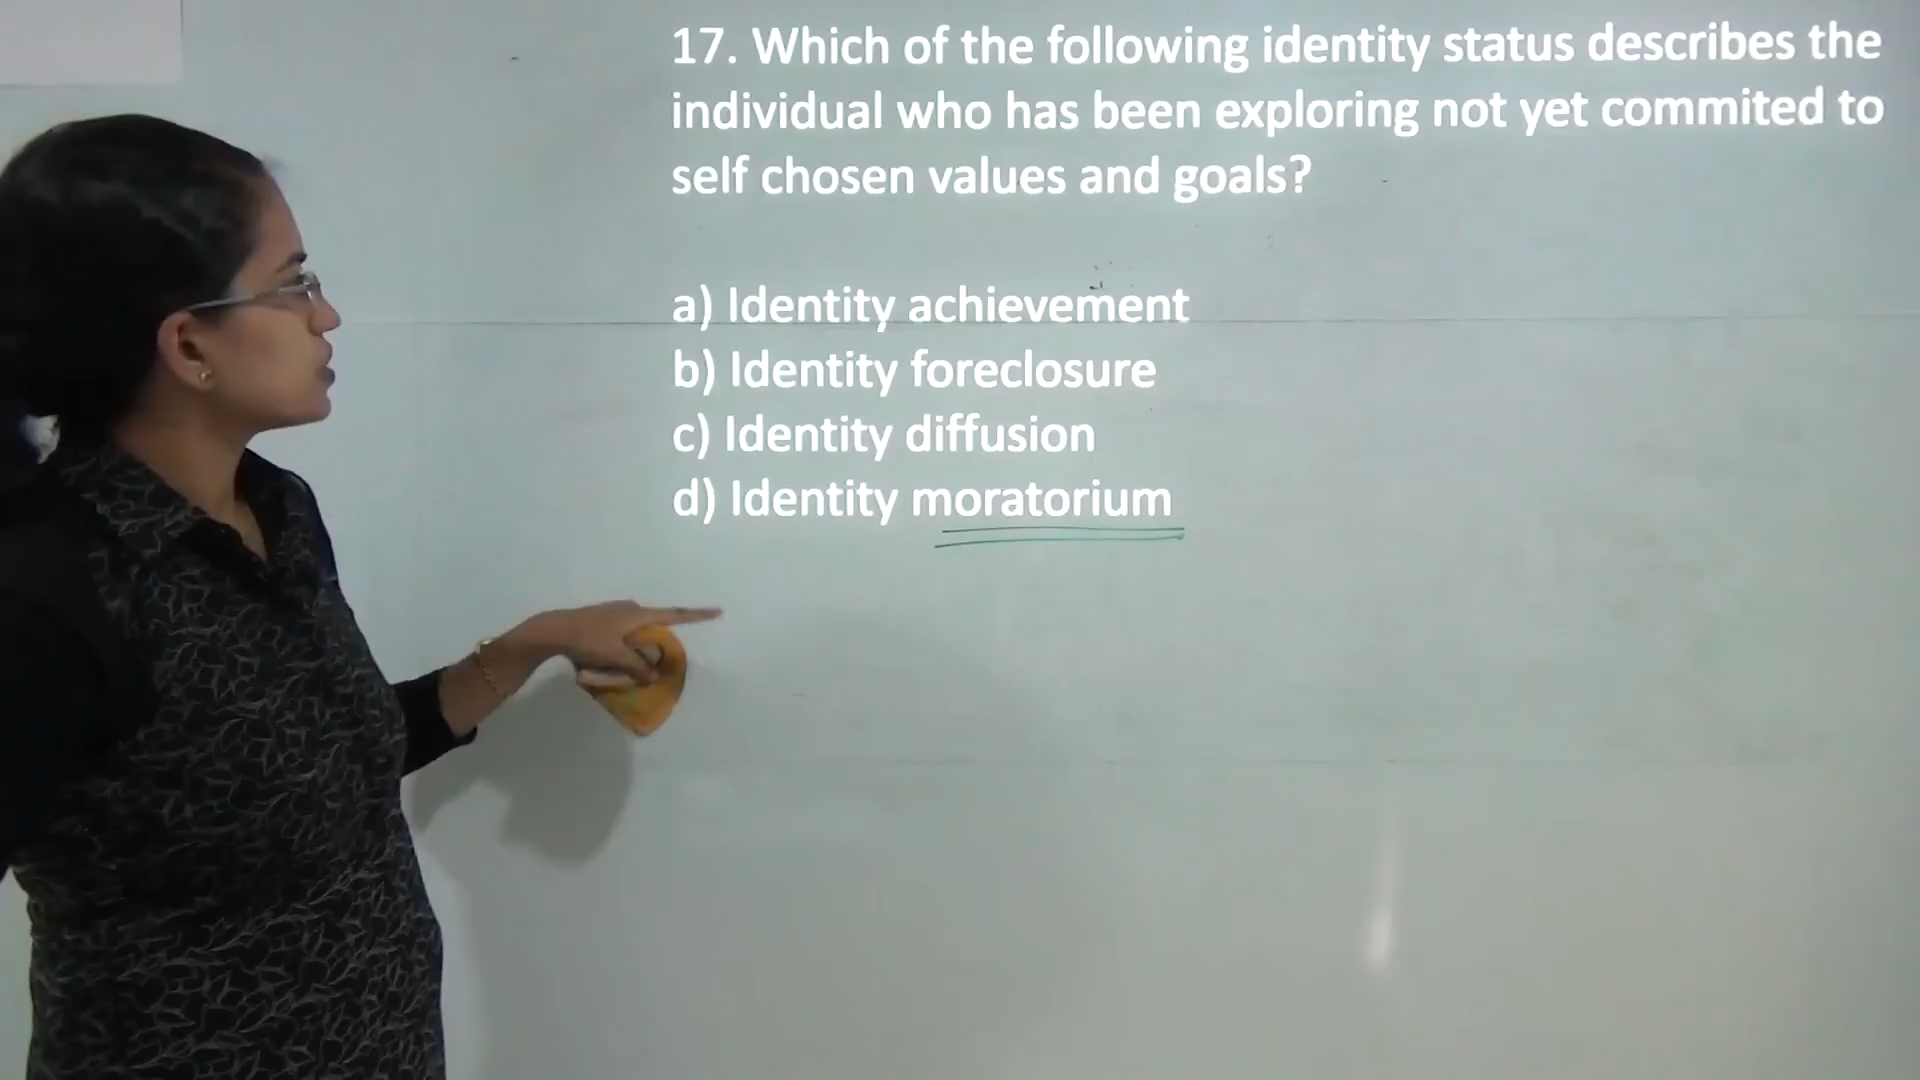 17. Which of the following identity status describes the
individual who has been exploring not yet commited to
self chosen values and goals?
a) Identity achievement
b) Identity foreclosure
c) Identity diffusion
d) Identity moratorium